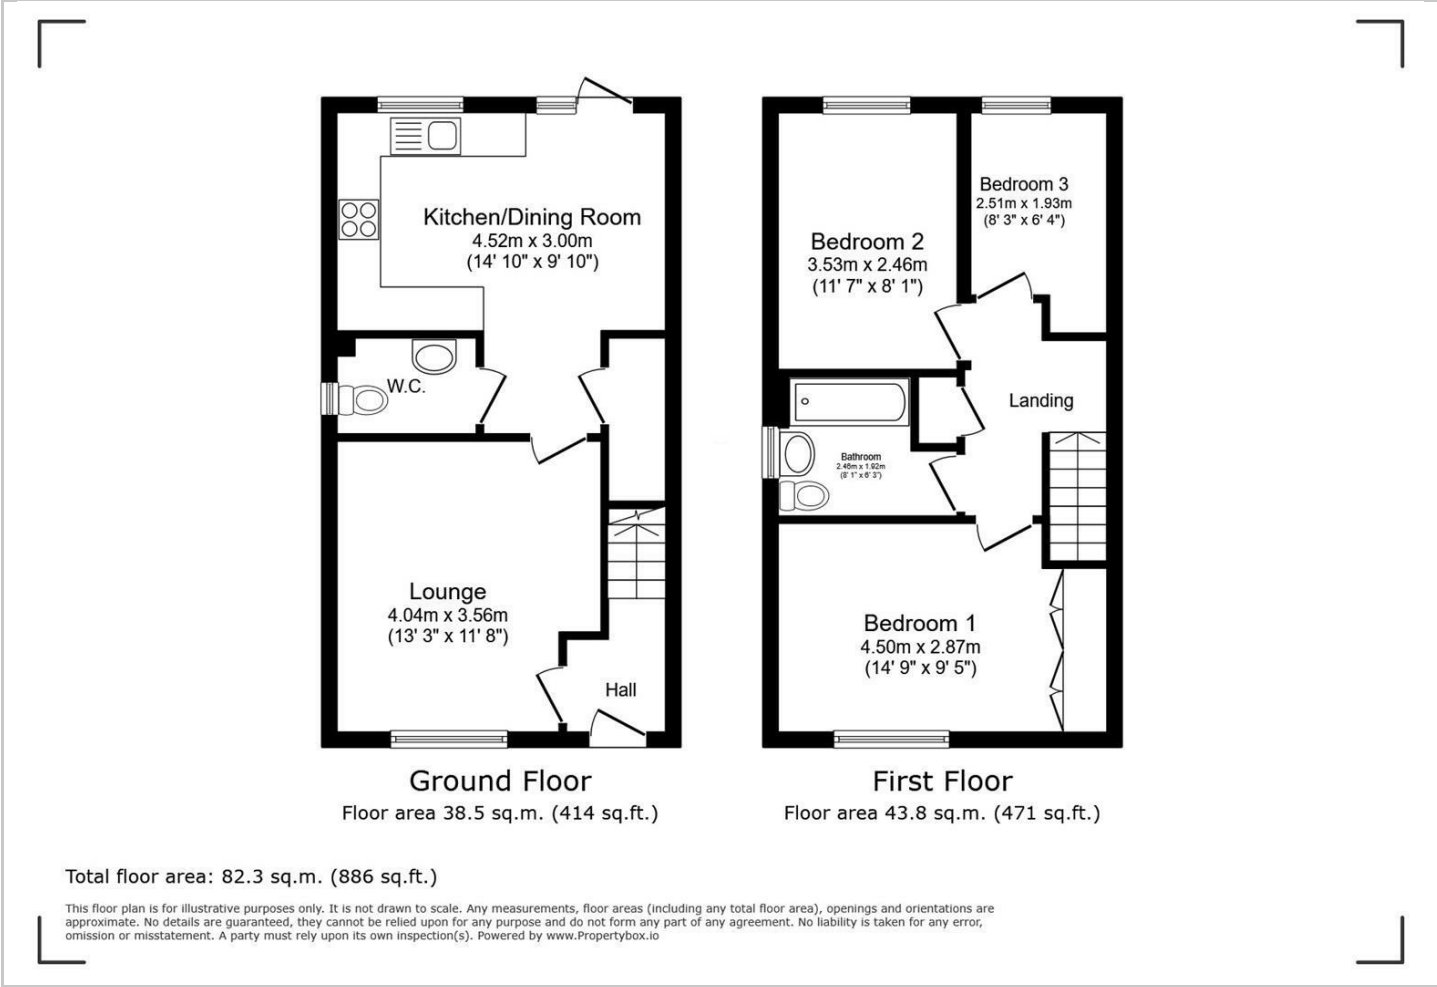 Kitchen/Dining Room
4.52m x 3.00m
(14' 10" x 9' 10")
W.C.
Lounge
4.04m x 3.56m
(13' 3" x 11' 8")
Hall
Ground Floor
Floor area 38.5 sq.m. (414 sq.ft.)
Bedroom 3
2.51m x 1.93m
(8' 3" x 6' 4")
Bedroom 2
3.53m x 2.46m
(11' 7" x 8' 1")
Landing
Bathroom
2.46m x 1.92m
(8' 1" x 6' 3")
Bedroom 1
4.50m x 2.87m
(14' 9" x 9' 5")
First Floor
Floor area 43.8 sq.m. (471 sq.ft.)
Total floor area: 82.3 sq.m. (886 sq.ft.)
This floor plan is for illustrative purposes only. It is not drawn to scale. Any measurements, floor areas (including any total floor area), openings and orientations are
approximate. No details are guaranteed, they cannot be relied upon for any purpose and do not form any part of any agreement. No liability is taken for any error,
omission or misstatement. A party must rely upon its own inspection(s). Powered by www.Propertybox.io